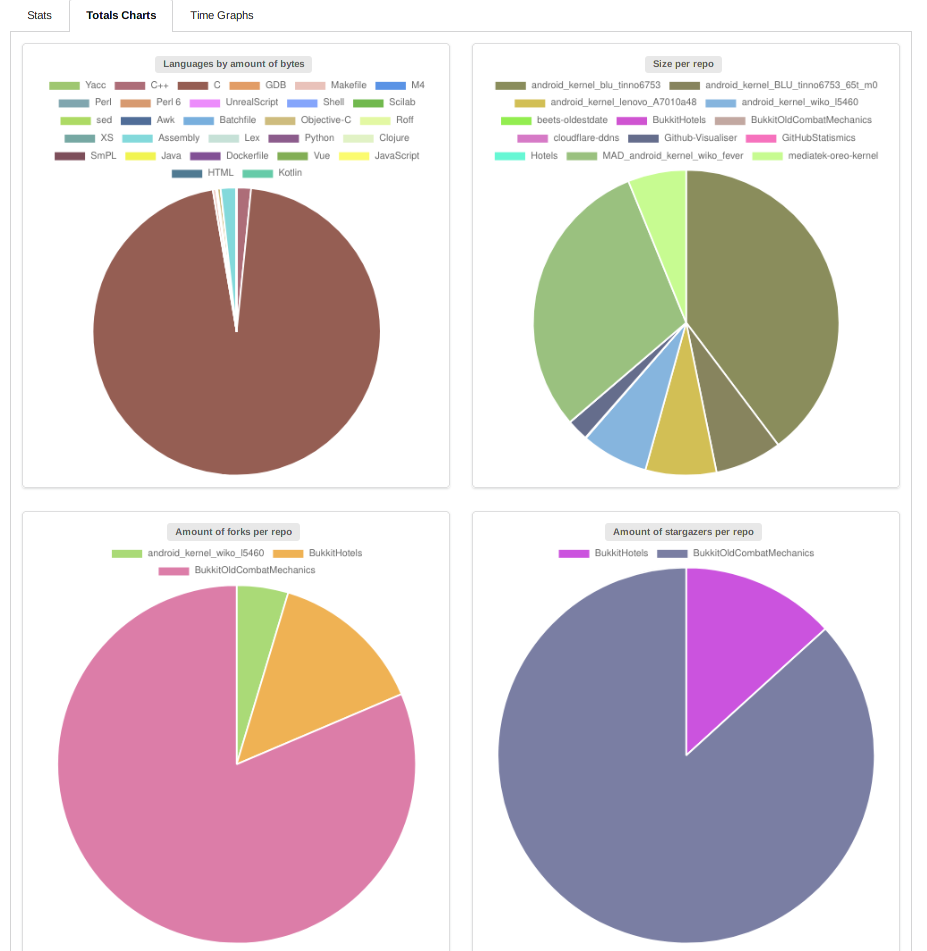 Stats Totals Charts Time Graphs
Languages by amount of bytes
Yacc C++ C GDB Makefile M4
Perl Perl 6 UnrealScript Shell Scilab
sed Awk Batchfile Objective-C Roff
XS Assembly Lex Python Clojure
SmPL Java Dockerfile Vue JavaScript
HTML Kotlin
Size per repo
android_kernel_blu_tinno6753 android_kernel_BLU_tinno6753_65t_m0
android_kernel_lenovo_A7010a48 android_kernel_wiko_l5460
beets-oldestdate BukkitHotels BukkitOldCombatMechanics
cloudflare-ddns Github-Visualiser GitHubStatismics
Hotels MAD_android_kernel_wiko_fever mediatek-oreo-kernel
Amount of forks per repo
android_kernel_wiko_l5460 BukkitHotels
BukkitOldCombatMechanics
Amount of stargazers per repo
BukkitHotels BukkitOldCombatMechanics